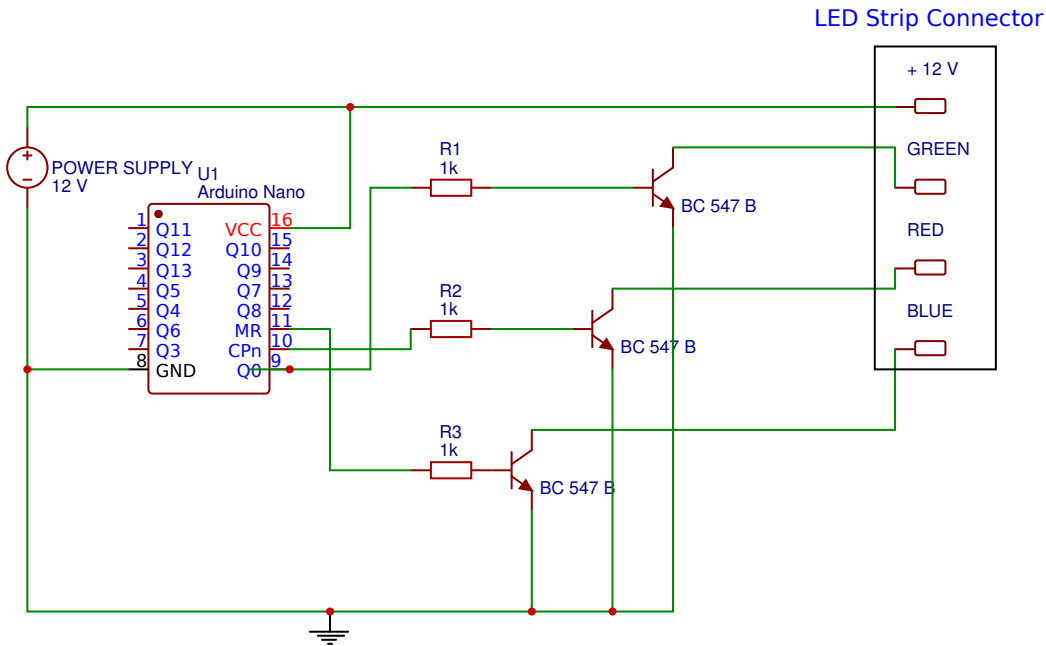 LED Strip Connector
+ 12 V
GREEN
RED
BLUE
POWER SUPPLY
12 V
U1
Arduino Nano
1 Q11
2 Q12
3 Q13
4 Q5
5 Q4
6 Q6
7 Q3
8 GND
VCC 16
Q10 15
Q9 14
Q7 13
Q8 12
MR 11
CPn 10
Q0 9
R1
1k
BC 547 B
R2
1k
BC 547 B
R3
1k
BC 547 B